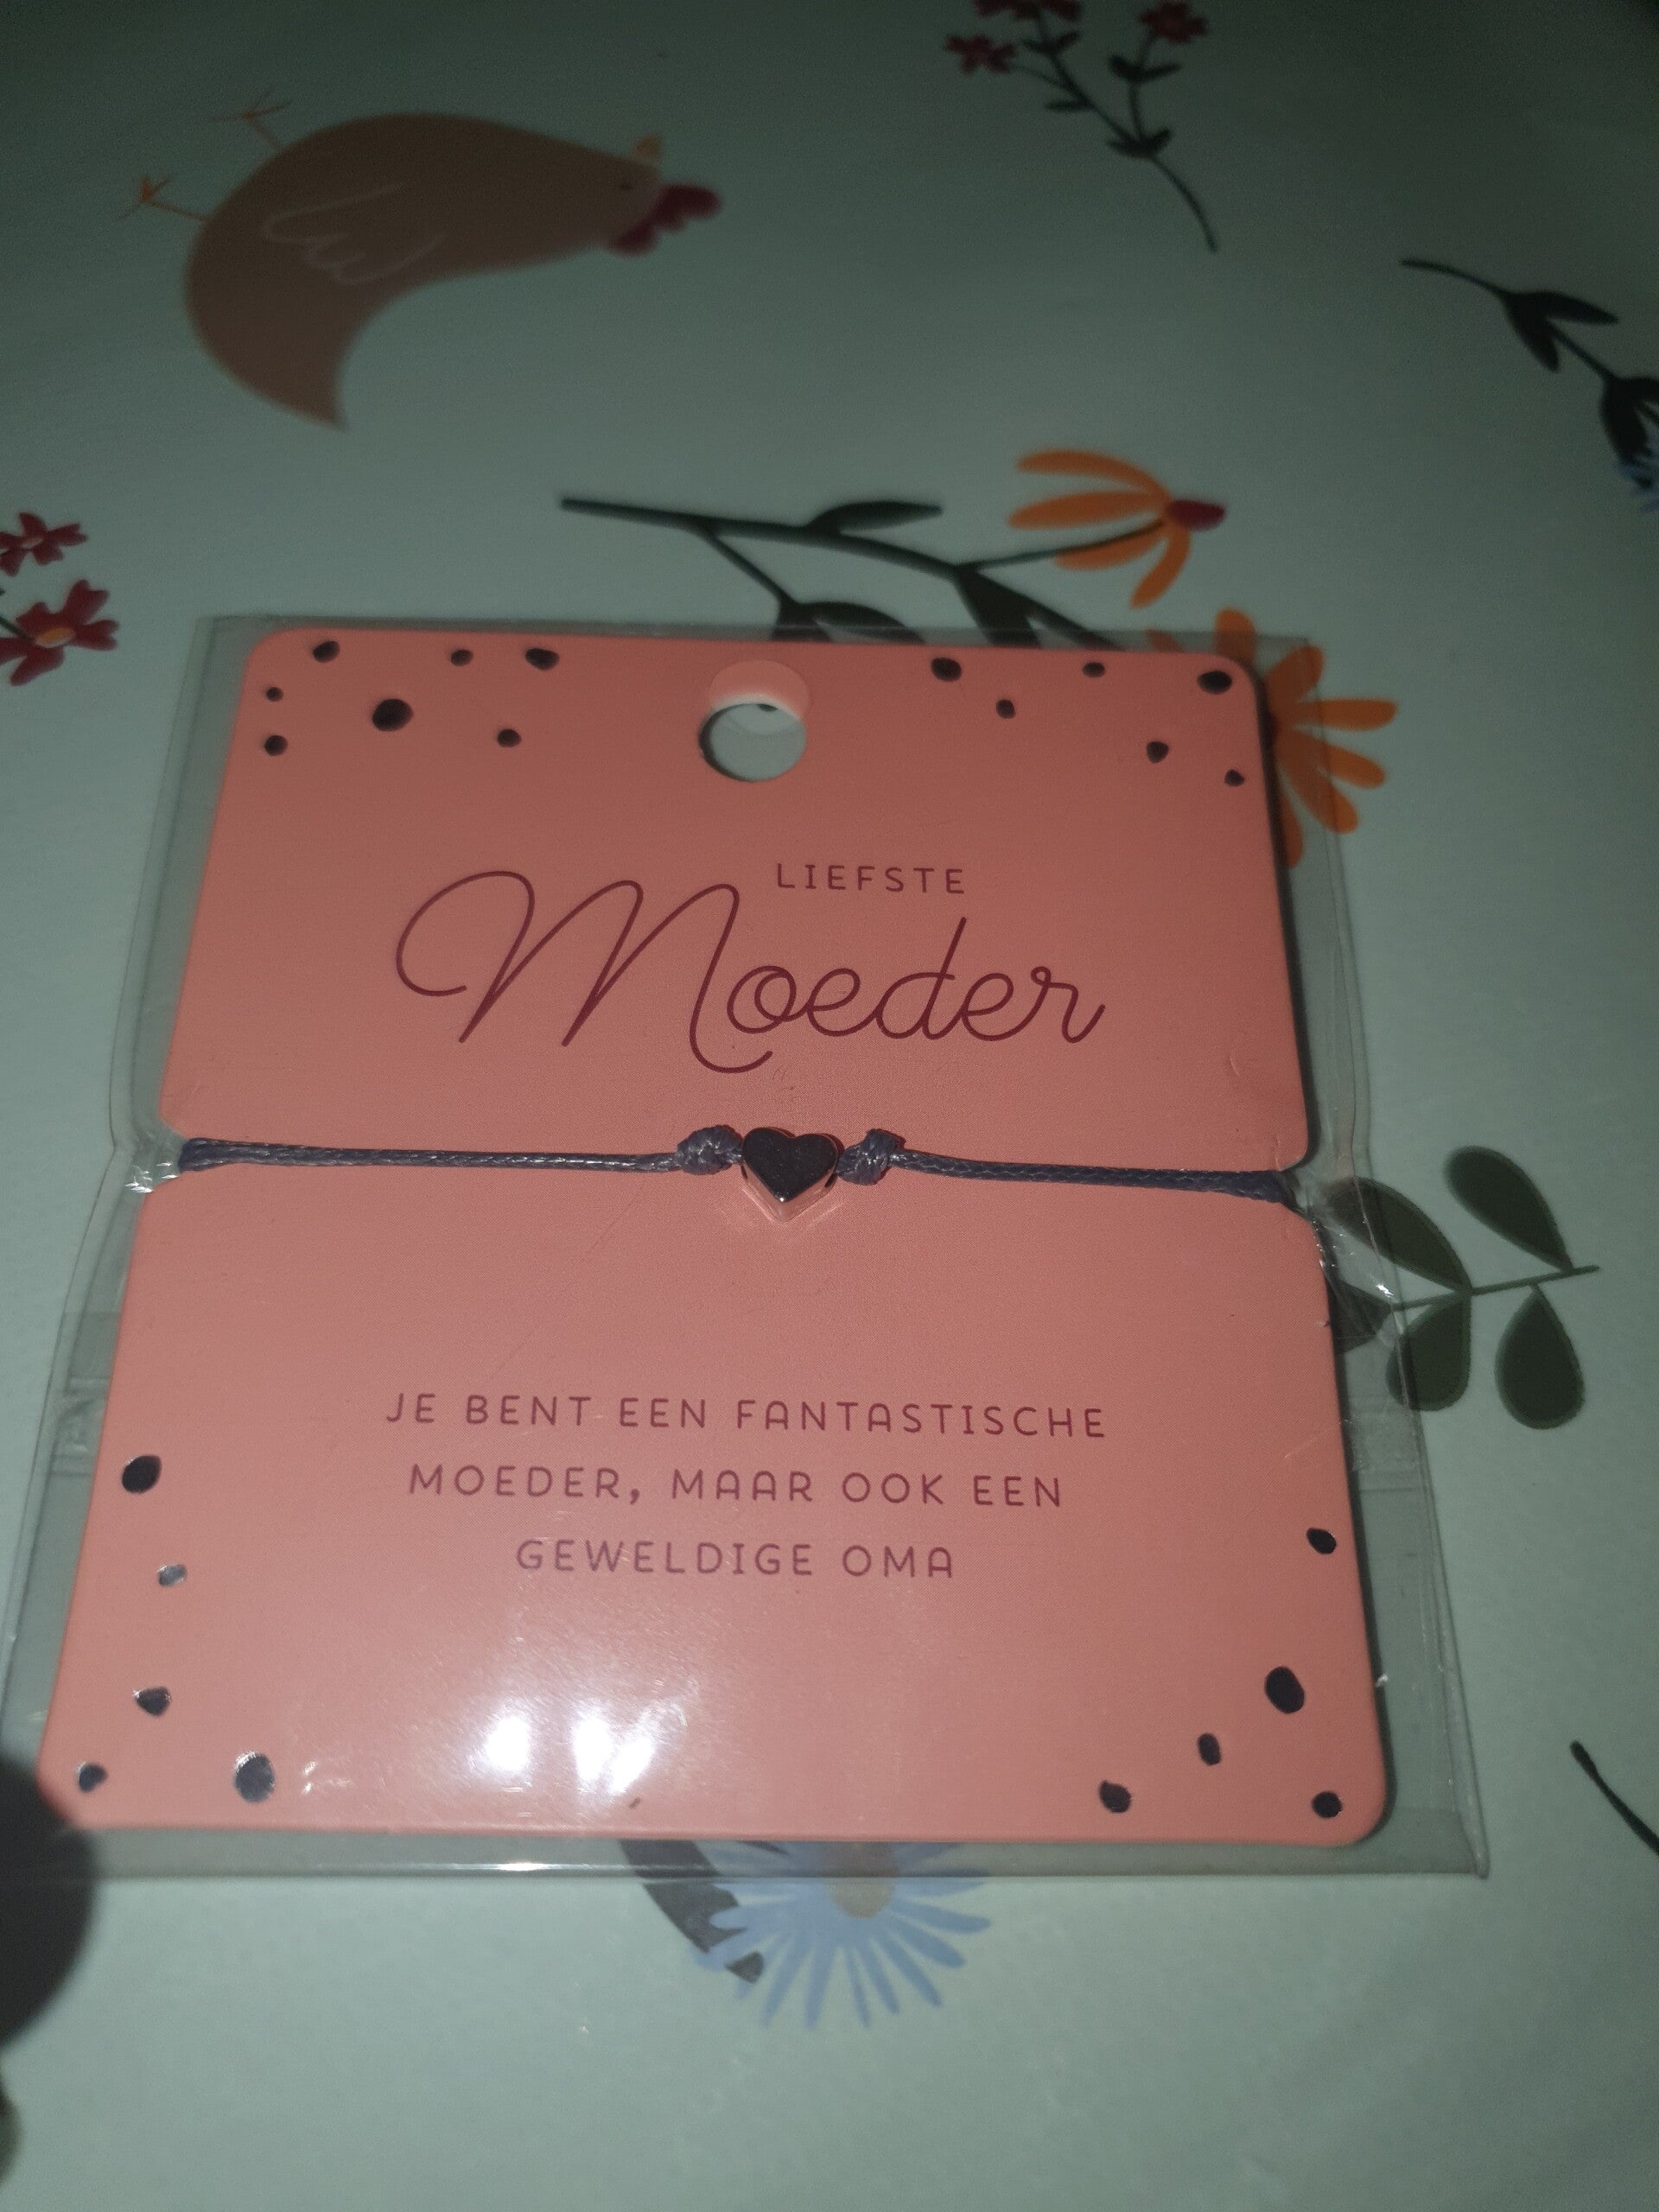 LIEFSTE
Moeder
JE BENT EEN FANTASTISCHE
MOEDER, MAAR OOK EEN
GEWELDIGE OMA